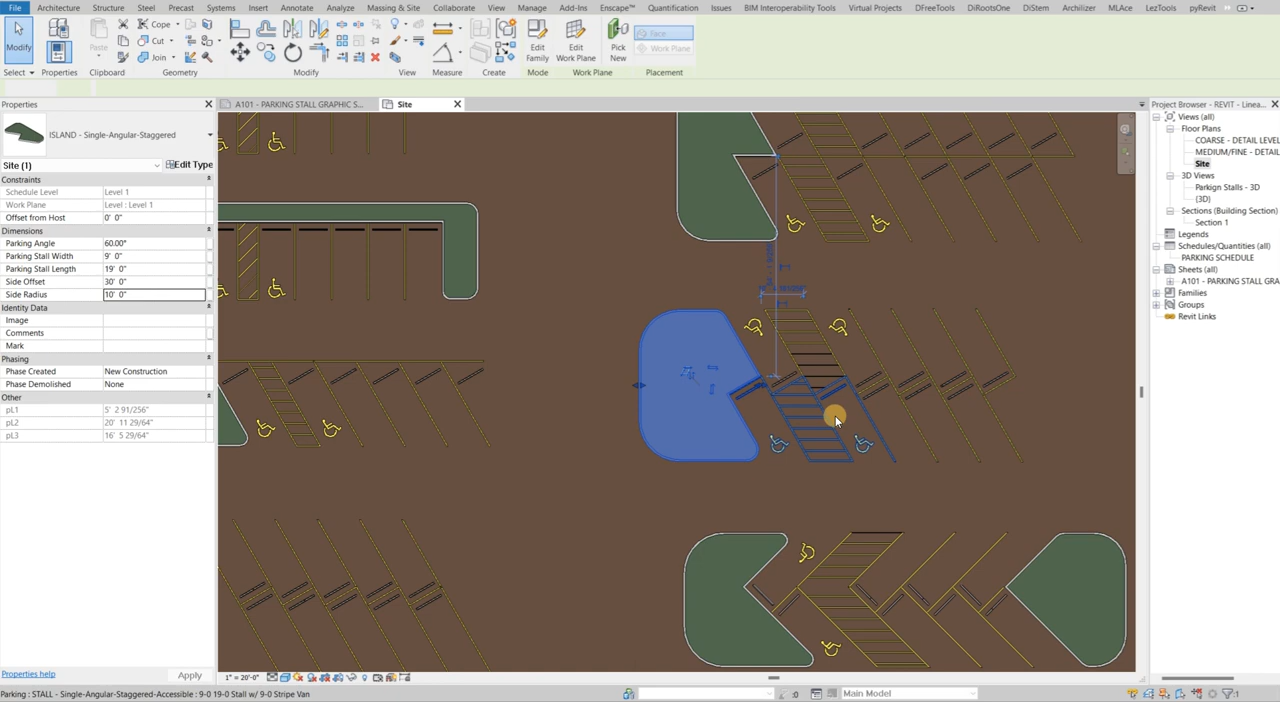 File Architecture Structure Steel Precast Systems Insert Annotate Analyze Massing & Site Collaborate View Manage Add-Ins Enscape™ Quantification Issues BIM Interoperability Tools Virtual Projects DFreeTools DiRootsOne DiStem Archilizer MLAce LezTools pyRevit
Modify
Properties
Paste
Cope
Cut
Join
Edit Family
Edit Work Plane
Pick New
Face
Work Plane
Select Properties Clipboard Geometry Modify View Measure Create Mode Work Plane Placement
Properties
A101 - PARKING STALL GRAPHIC S...
Site
Project Browser - REVIT - Linea...
ISLAND - Single-Angular-Staggered
Site (1)
Edit Type
Constraints
Schedule Level Level 1
Work Plane Level : Level 1
Offset from Host 0' 0"
Dimensions
Parking Angle 60.00°
Parking Stall Width 9' 0"
Parking Stall Length 19' 0"
Side Offset 30' 0"
Side Radius 10' 0"
Identity Data
Image
Comments
Mark
Phasing
Phase Created New Construction
Phase Demolished None
Other
pL1 5' 2 91/256"
pL2 20' 11 29/64"
pL3 16' 5 29/64"
Properties help
Apply
Views (all)
Floor Plans
COARSE - DETAIL LEVEL
MEDIUM/FINE - DETAIL
Site
3D Views
Parkign Stalls - 3D
{3D}
Sections (Building Section)
Section 1
Legends
Schedules/Quantities (all)
PARKING SCHEDULE
Sheets (all)
A101 - PARKING STALL GRA
Families
Groups
Revit Links
1" = 20'-0"
Parking : STALL - Single-Angular-Staggered-Accessible : 9-0 19-0 Stall w/ 9-0 Stripe Van
:0
Main Model
:1